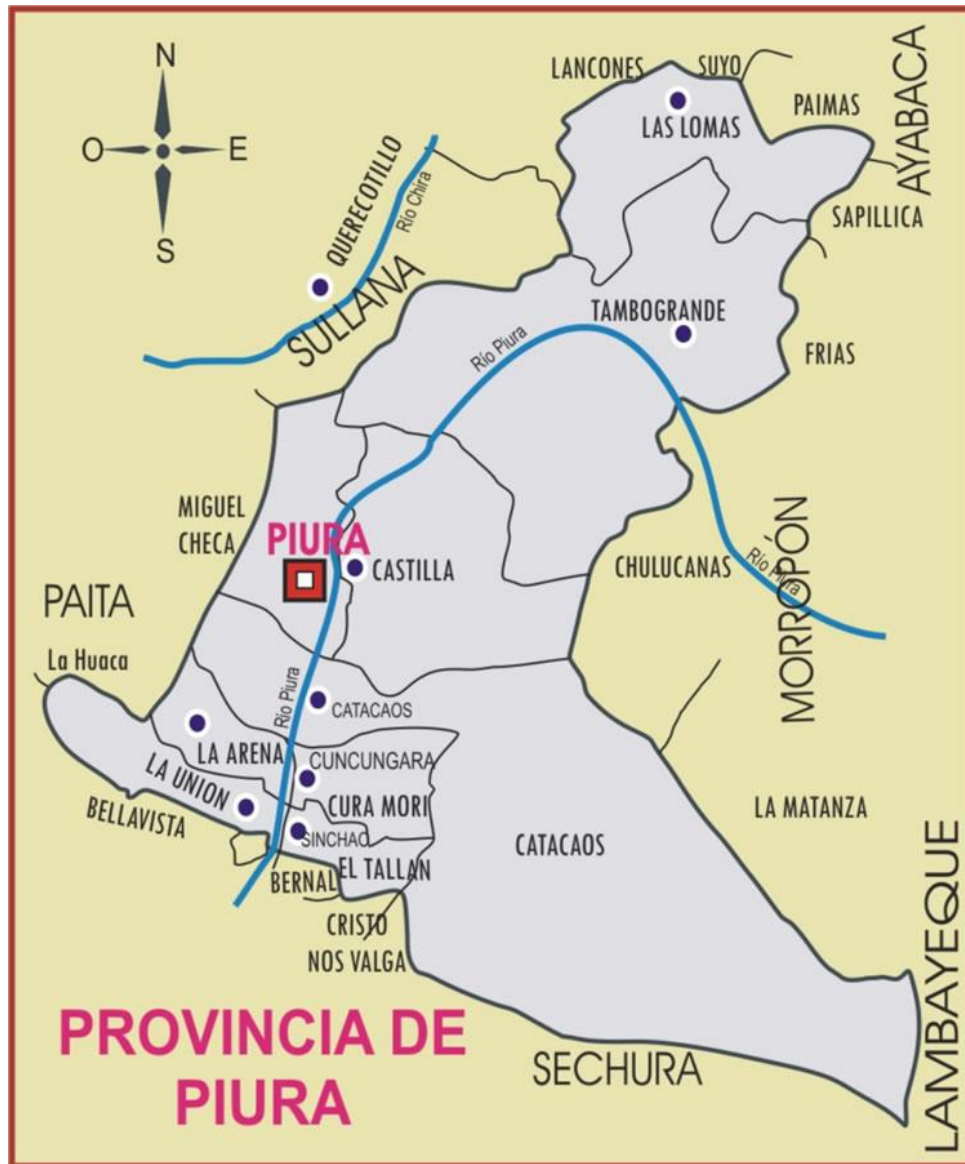 N
O
E
S
LANCONES
SUYO
PAIMAS
AYABACA
LAS LOMAS
SAPILLICA
QUERECOTILLO
Río Chira
SULLANA
TAMBOGRANDE
FRIAS
Río Piura
MIGUEL
CHECA
PIURA
CASTILLA
CHULUCANAS
Río Piura
MORROPÓN
PAITA
La Huaca
Río Piura
CATACAOS
LA ARENA
CUNCUNGARA
LA UNION
CURA MORI
BELLAVISTA
SINCHAO
EL TALLAN
CATACAOS
LA MATANZA
BERNAL
CRISTO
NOS VALGA
LAMBAYEQUE
PROVINCIA DE
PIURA
SECHURA